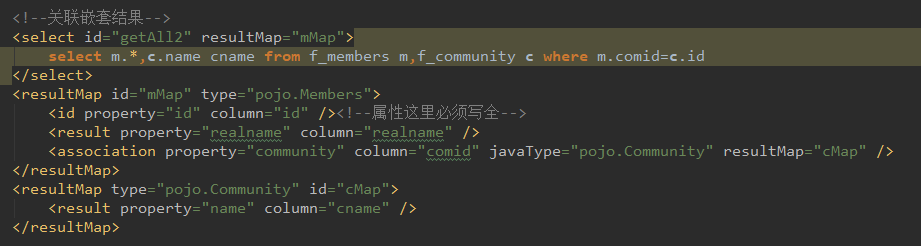 <!--关联嵌套结果-->
<select id="getAll2" resultMap="mMap">
    select m.*,c.name cname from f_members m,f_community c where m.comid=c.id
</select>
<resultMap id="mMap" type="pojo.Members">
    <id property="id" column="id" /><!--属性这里必须写全-->
    <result property="realname" column="realname" />
    <association property="community" column="comid" javaType="pojo.Community" resultMap="cMap" />
</resultMap>
<resultMap type="pojo.Community" id="cMap">
    <result property="name" column="cname" />
</resultMap>